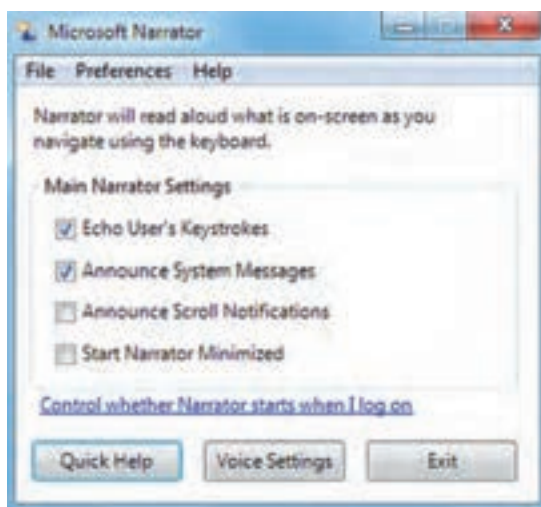 Microsoft Narrator
File Preferences Help
Narrator will read aloud what is on-screen as you
navigate using the keyboard.
Main Narrator Settings
Echo User's Keystrokes
Announce System Messages
Announce Scroll Notifications
Start Narrator Minimized
Control whether Narrator starts when I log on
Quick Help Voice Settings Exit